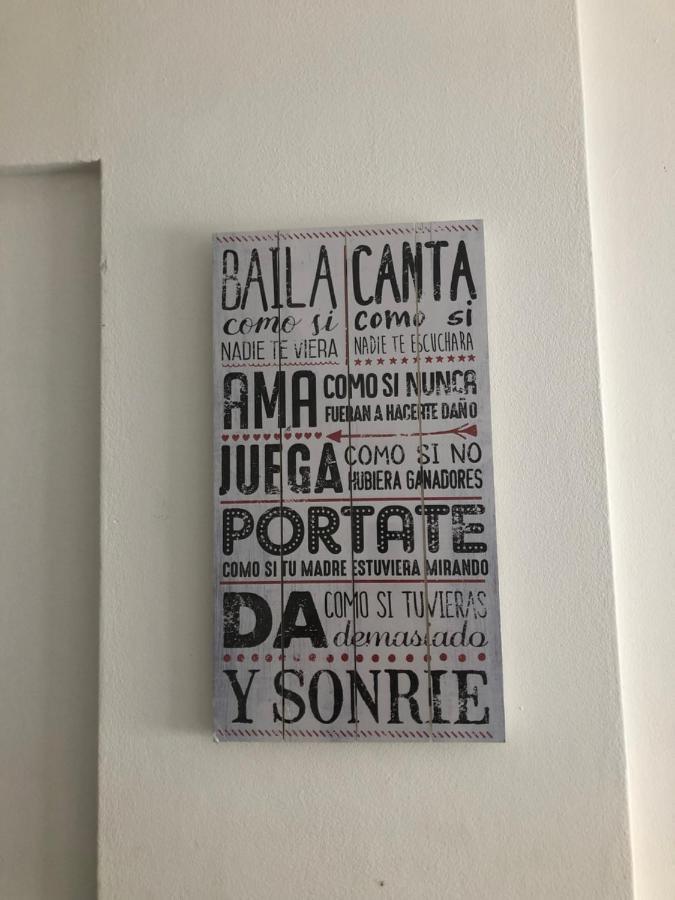 BAILA
como si
NADIE TE VIERA
CANTA
como si
NADIE TE ESCUCHARA
AMA
COMO SI NUNCA
FUERAN A HACERTE DAÑO
JUEGA
COMO SI NO
HUBIERA GANADORES
PORTATE
COMO SI TU MADRE ESTUVIERA MIRANDO
DA
COMO SI TUVIERAS
demasiado
Y SONRIE